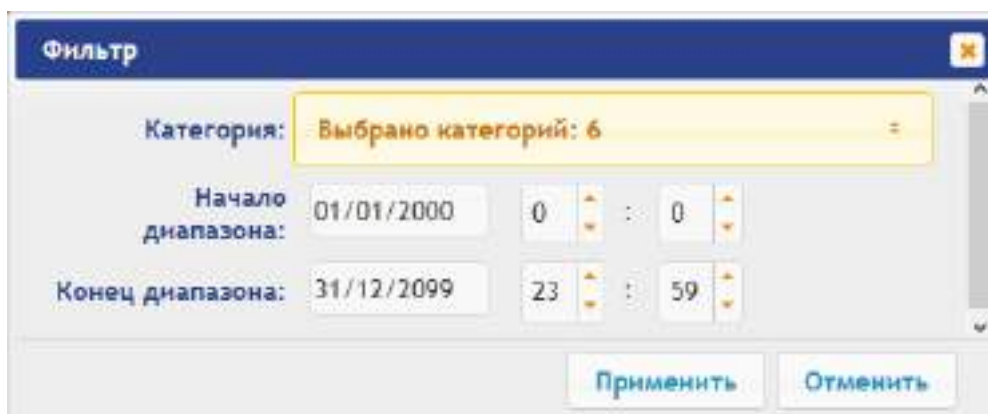 Фильтр
Категория: Выбрано категорий: 6
Начало
диапазона: 01/01/2000 0 : 0
Конец диапазона: 31/12/2099 23 : 59
Применить Отменить